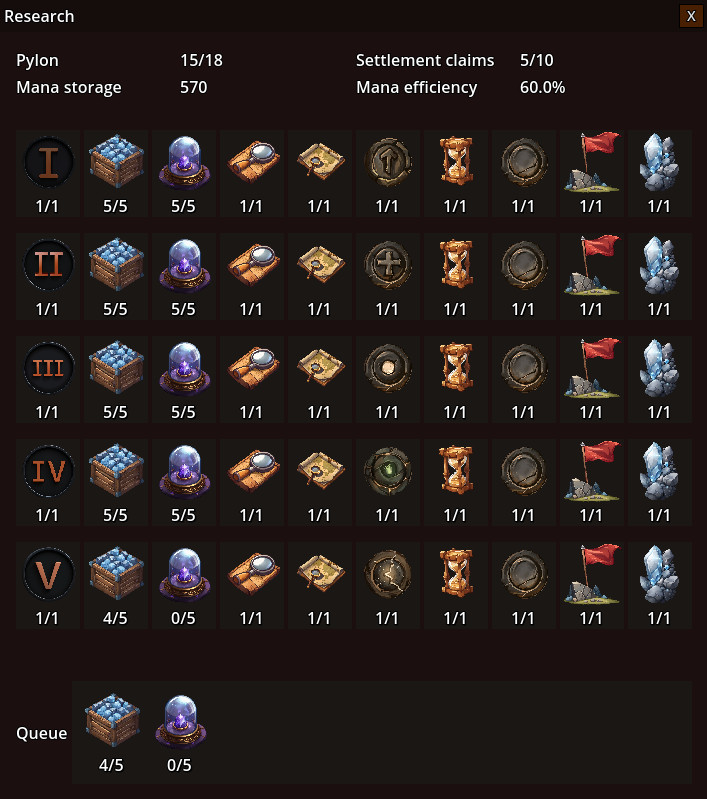 Research X
Pylon 15/18 Settlement claims 5/10
Mana storage 570 Mana efficiency 60.0%
I
1/1 5/5 5/5 1/1 1/1 1/1 1/1 1/1 1/1 1/1
II
1/1 5/5 5/5 1/1 1/1 1/1 1/1 1/1 1/1 1/1
III
1/1 5/5 5/5 1/1 1/1 1/1 1/1 1/1 1/1 1/1
IV
1/1 5/5 5/5 1/1 1/1 1/1 1/1 1/1 1/1 1/1
V
1/1 4/5 0/5 1/1 1/1 1/1 1/1 1/1 1/1 1/1
Queue
4/5 0/5